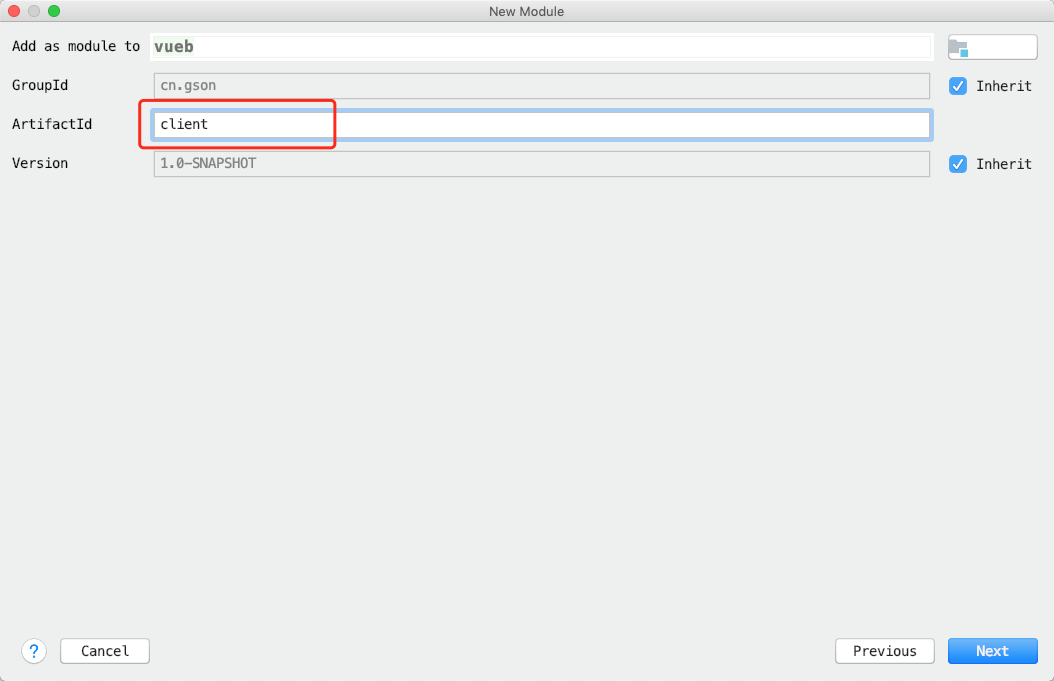 New Module
Add as module to vueb
GroupId cn.gson Inherit
ArtifactId client
Version 1.0-SNAPSHOT Inherit
? Cancel Previous Next